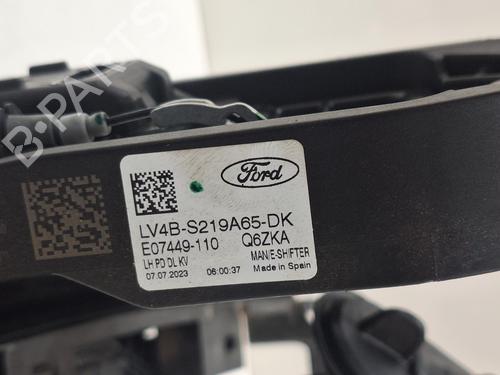 Ford
LV4B-S219A65-DK
E07449-110 Q6ZKA
LH PD DL KV MAN/E-SHIFTER
07.07.2023 06:00:37 Made in Spain
B-PARTS